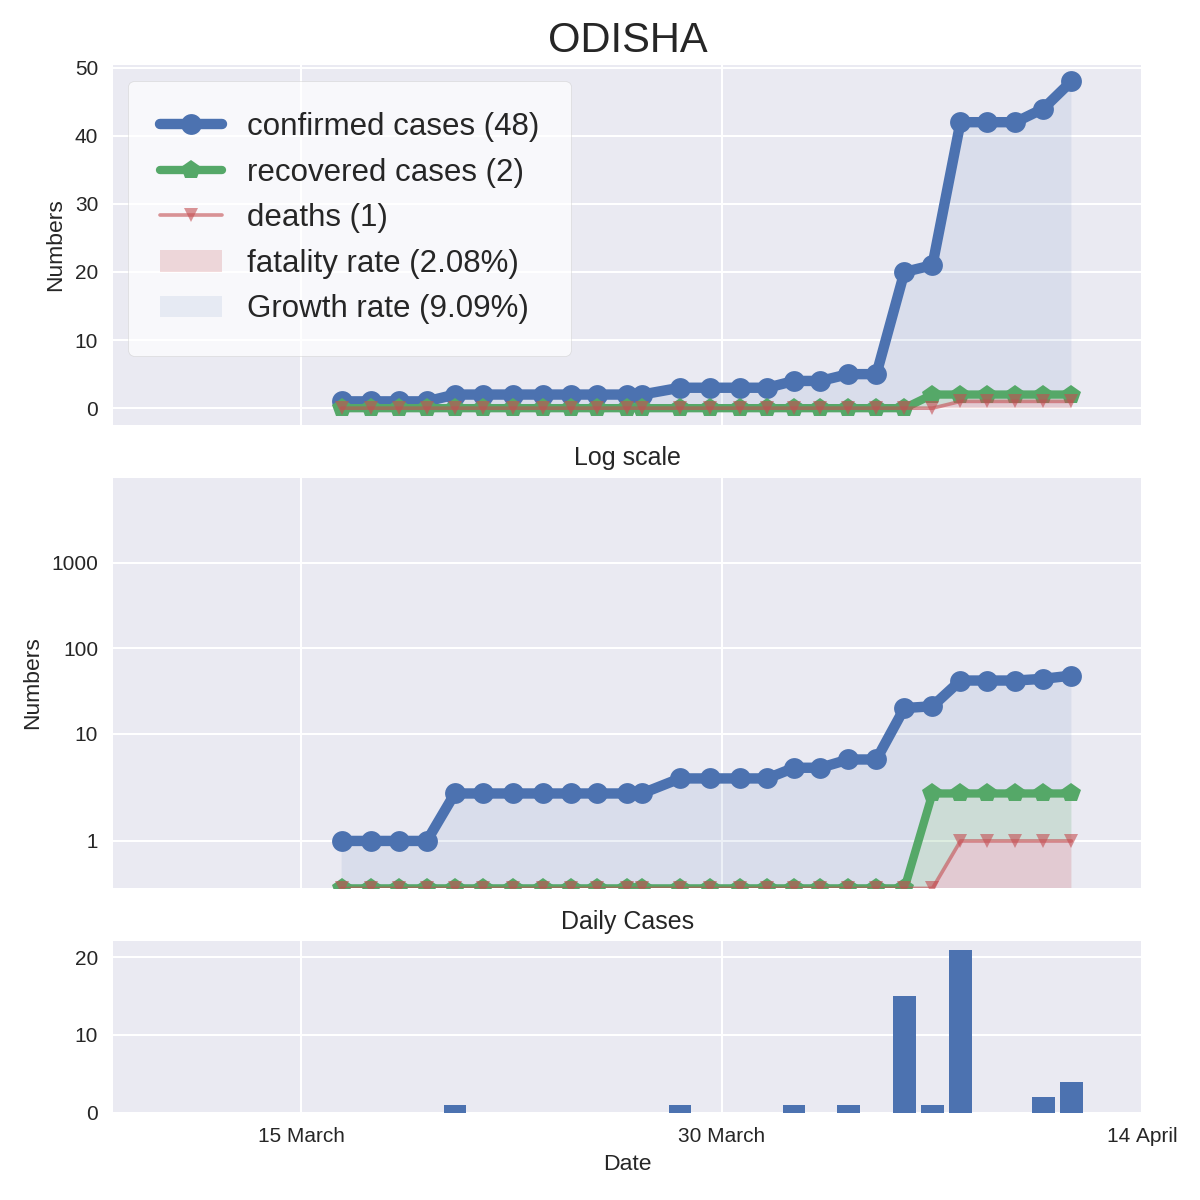 ODISHA
50
40
30
20
10
0
Numbers
confirmed cases (48)
recovered cases (2)
deaths (1)
fatality rate (2.08%)
Growth rate (9.09%)
Log scale
1000
100
10
1
Numbers
Daily Cases
20
10
0
15 March 30 March 14 April
Date